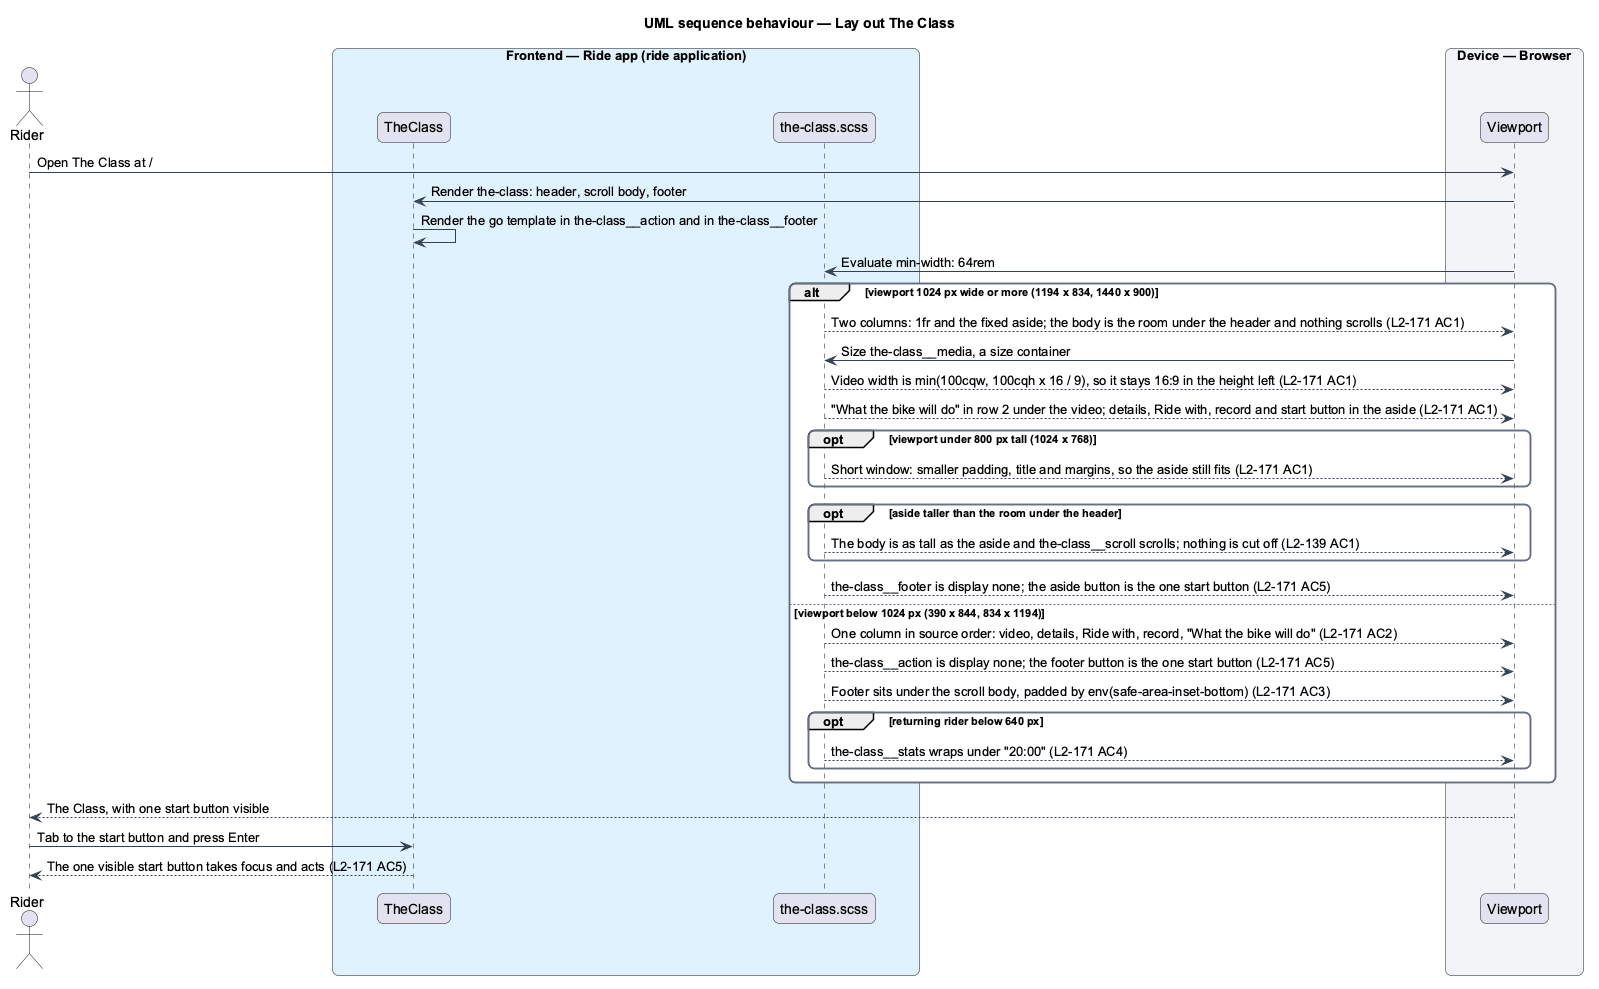 UML sequence behaviour — Lay out The Class
Frontend — Ride app (ride application)
Device — Browser
Rider
TheClass
the-class.scss
Viewport
Open The Class at /
Render the-class: header, scroll body, footer
Render the go template in the-class__action and in the-class__footer
Evaluate min-width: 64rem
alt [viewport 1024 px wide or more (1194 x 834, 1440 x 900)]
Two columns: 1fr and the fixed aside; the body is the room under the header and nothing scrolls (L2-171 AC1)
Size the-class__media, a size container
Video width is min(100cqw, 100cqh x 16 / 9), so it stays 16:9 in the height left (L2-171 AC1)
"What the bike will do" in row 2 under the video; details, Ride with, record and start button in the aside (L2-171 AC1)
opt [viewport under 800 px tall (1024 x 768)]
Short window: smaller padding, title and margins, so the aside still fits (L2-171 AC1)
opt [aside taller than the room under the header]
The body is as tall as the aside and the-class__scroll scrolls; nothing is cut off (L2-139 AC1)
the-class__footer is display none; the aside button is the one start button (L2-171 AC5)
[viewport below 1024 px (390 x 844, 834 x 1194)]
One column in source order: video, details, Ride with, record, "What the bike will do" (L2-171 AC2)
the-class__action is display none; the footer button is the one start button (L2-171 AC5)
Footer sits under the scroll body, padded by env(safe-area-inset-bottom) (L2-171 AC3)
opt [returning rider below 640 px]
the-class__stats wraps under "20:00" (L2-171 AC4)
The Class, with one start button visible
Tab to the start button and press Enter
The one visible start button takes focus and acts (L2-171 AC5)
Rider
TheClass
the-class.scss
Viewport